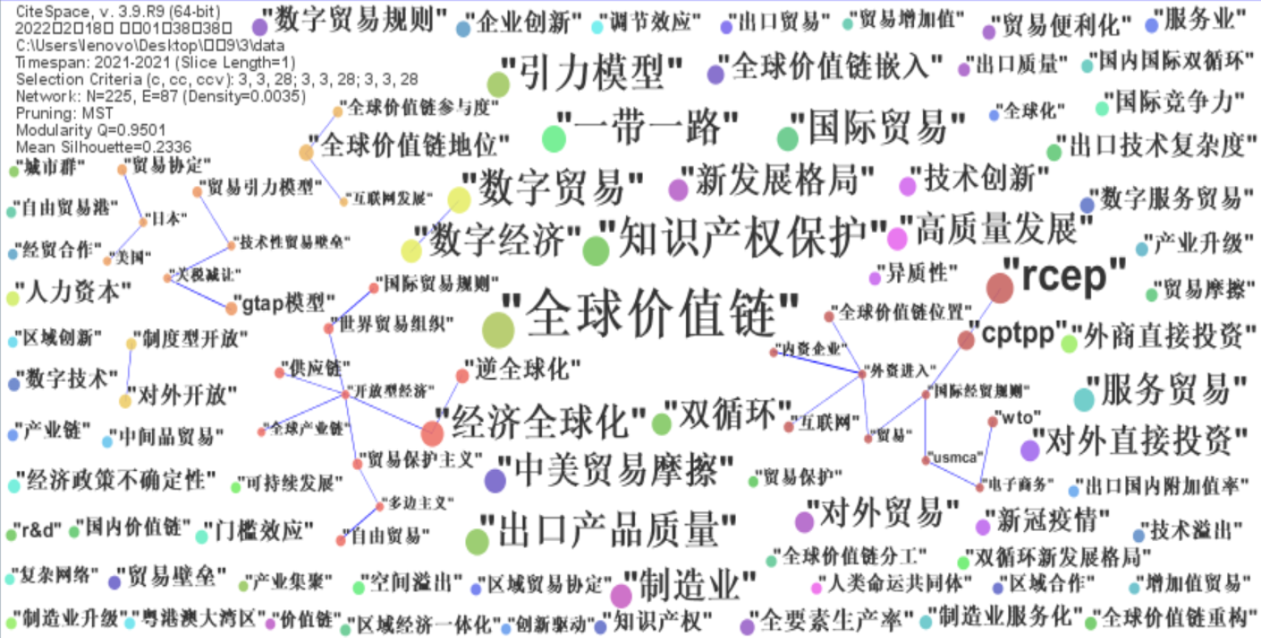 CiteSpace, v. 3.9.R9 (64-bit)
2022□2□18□ □□01□38□38□
C:\Users\lenovo\Desktop\□□9\3\data
Timespan: 2021-2021 (Slice Length=1)
Selection Criteria (c, cc, ccv): 3, 3, 28; 3, 3, 28; 3, 3, 28
Network: N=225, E=87 (Density=0.0035)
Pruning: MST
Modularity Q=0.9501
Mean Silhouette=0.2336
"数字贸易规则"
"企业创新"
"调节效应"
"出口贸易"
"贸易增加值"
"贸易便利化"
"服务业"
"引力模型"
"全球价值链嵌入"
"出口质量"
"国内国际双循环"
"全球价值链参与度"
"全球化"
"国际竞争力"
"全球价值链地位"
"一带一路"
"国际贸易"
"出口技术复杂度"
"城市群"
"贸易协定"
"贸易引力模型"
"互联网发展"
"数字贸易"
"新发展格局"
"技术创新"
"数字服务贸易"
"自由贸易港"
"日本"
"技术性贸易壁垒"
"数字经济"
"知识产权保护"
"高质量发展"
"产业升级"
"经贸合作"
"美国"
"关税减让"
"国际贸易规则"
"异质性"
"rcep"
"贸易摩擦"
"人力资本"
"gtap模型"
"世界贸易组织"
"全球价值链"
"全球价值链位置"
"cptpp"
"外商直接投资"
"区域创新"
"制度型开放"
"内资企业"
"数字技术"
"对外开放"
"供应链"
"开放型经济"
"逆全球化"
"外资进入"
"国际经贸规则"
"服务贸易"
"产业链"
"中间品贸易"
"全球产业链"
"经济全球化"
"双循环"
"互联网"
"贸易"
"wto"
"对外直接投资"
"经济政策不确定性"
"可持续发展"
"贸易保护主义"
"中美贸易摩擦"
"贸易保护"
"usmca"
"电子商务"
"出口国内附加值率"
"r&d"
"国内价值链"
"门槛效应"
"多边主义"
"自由贸易"
"出口产品质量"
"对外贸易"
"新冠疫情"
"技术溢出"
"复杂网络"
"贸易壁垒"
"产业集聚"
"空间溢出"
"区域贸易协定"
"制造业"
"全球价值链分工"
"双循环新发展格局"
"人类命运共同体"
"区域合作"
"增加值贸易"
"制造业升级"
"粤港澳大湾区"
"价值链"
"区域经济一体化"
"创新驱动"
"知识产权"
"全要素生产率"
"制造业服务化"
"全球价值链重构"